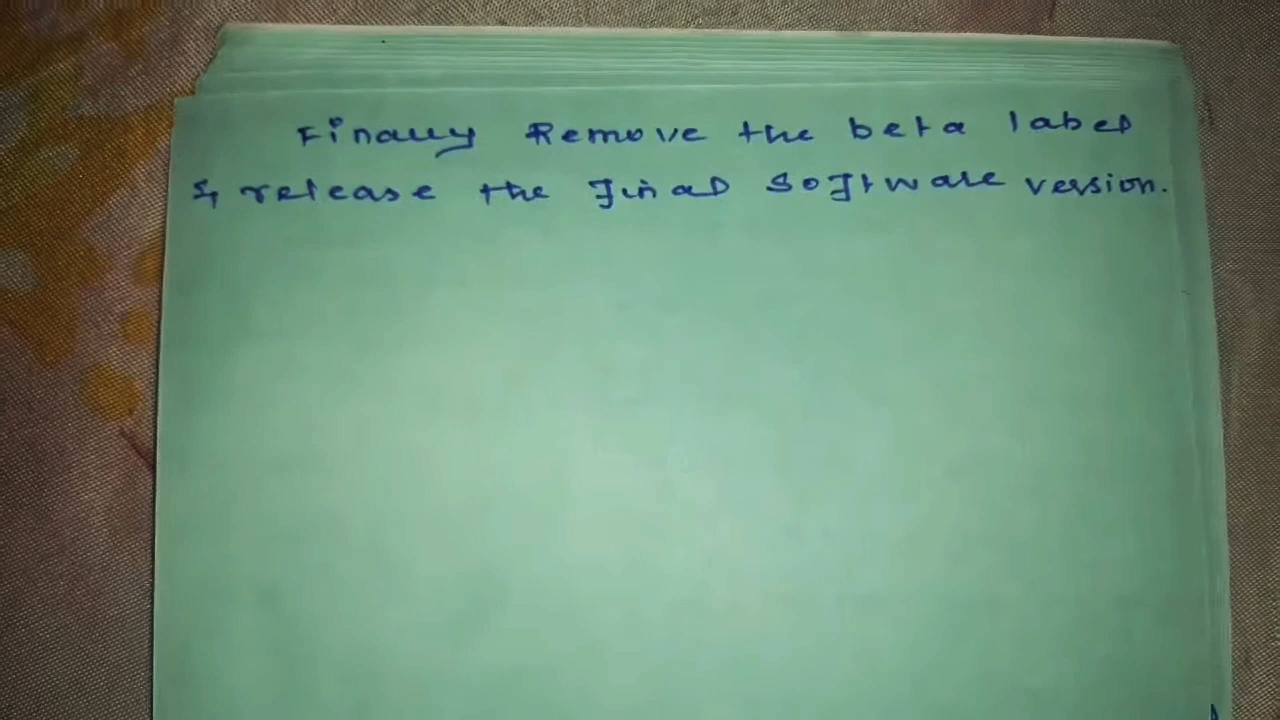 Finally Remove the beta label
& release the final software version.